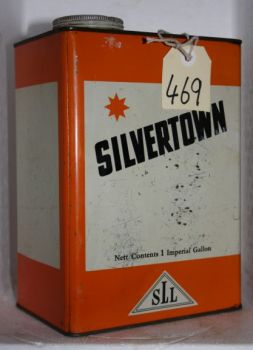 469
SILVERTOWN
Nett Contents 1 Imperial Gallon
SLL